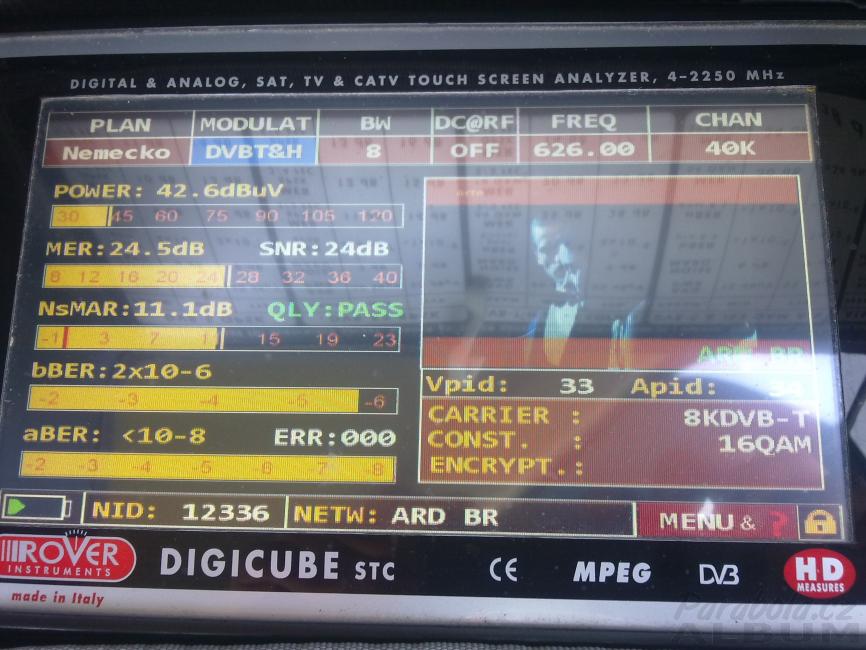 DIGITAL & ANALOG, SAT, TV & CATV TOUCH SCREEN ANALYZER, 4-2250 MHz
PLAN MODULAT BW DC@RF FREQ CHAN
Nemecko DVBT&H 8 OFF 626.00 40K
POWER: 42.6dBuV
30 45 60 75 90 105 120
MER:24.5dB SNR:24dB
8 12 16 20 24 28 32 36 40
NsMAR:11.1dB QLY:PASS
-1 3 7 11 15 19 23
bBER:2x10-6
-2 -3 -4 -5 -6
aBER: <10-8 ERR:000
-2 -3 -4 -5 -6 -7 -8
arte
ARD BR
Vpid: 33 Apid: 34
CARRIER : 8KDVB-T
CONST. : 16QAM
ENCRYPT.:
NID: 12336 NETW: ARD BR MENU & ?
ROVER
INSTRUMENTS
made in Italy
DIGICUBE STC CE MPEG DVB
HD
MEASURES
Parabola.cz
ALBUM